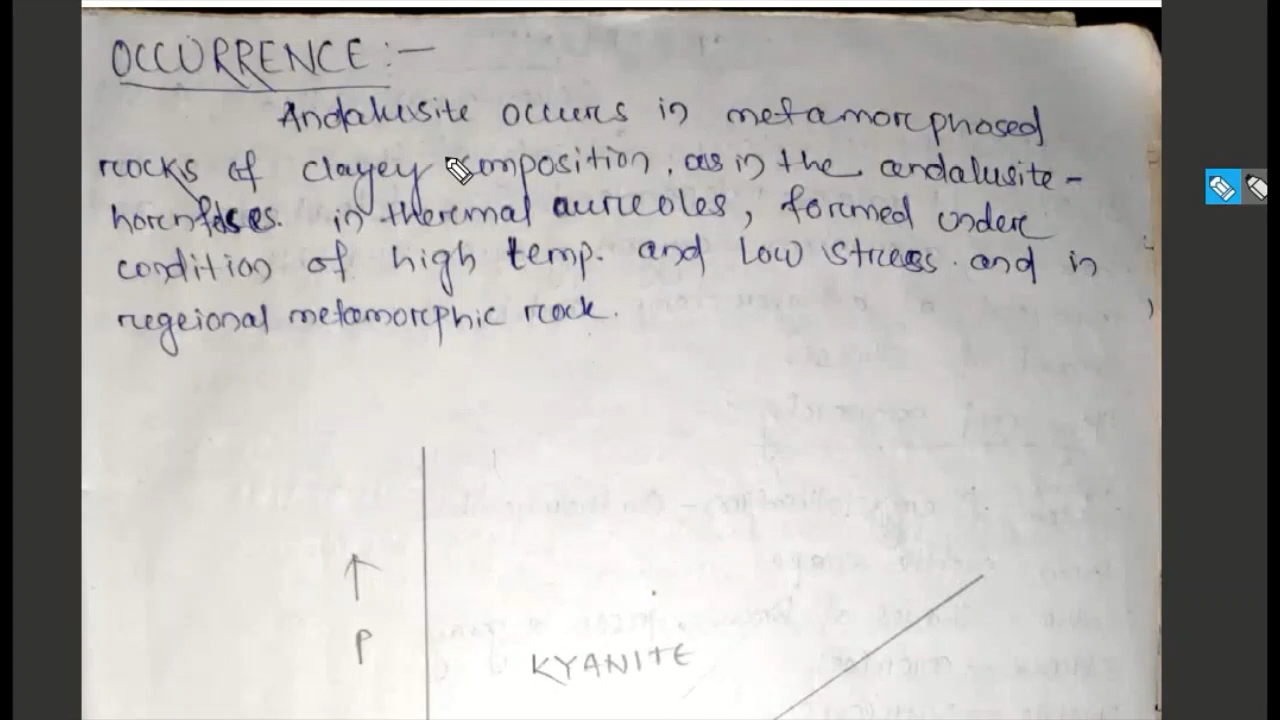 OCCURRENCE:-
Andalusite occurs in metamorphosed
rocks of clayey composition. as in the andalusite-
hornfelses. in thermal aureoles, formed under
condition of high temp. and low stress. and in
regeional metamorphic rock.
↑
P
KYANITE